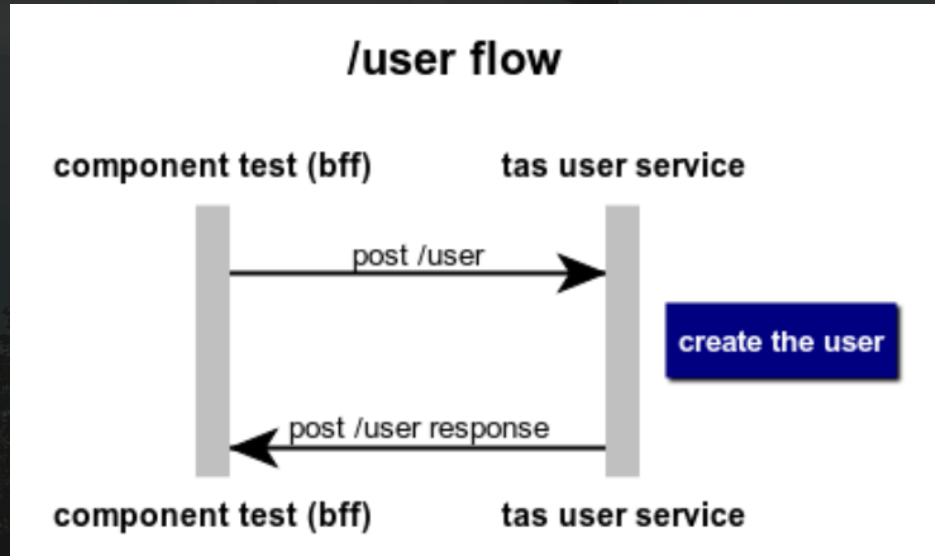 /user flow
component test (bff) tas user service
post /user
create the user
post /user response
component test (bff) tas user service